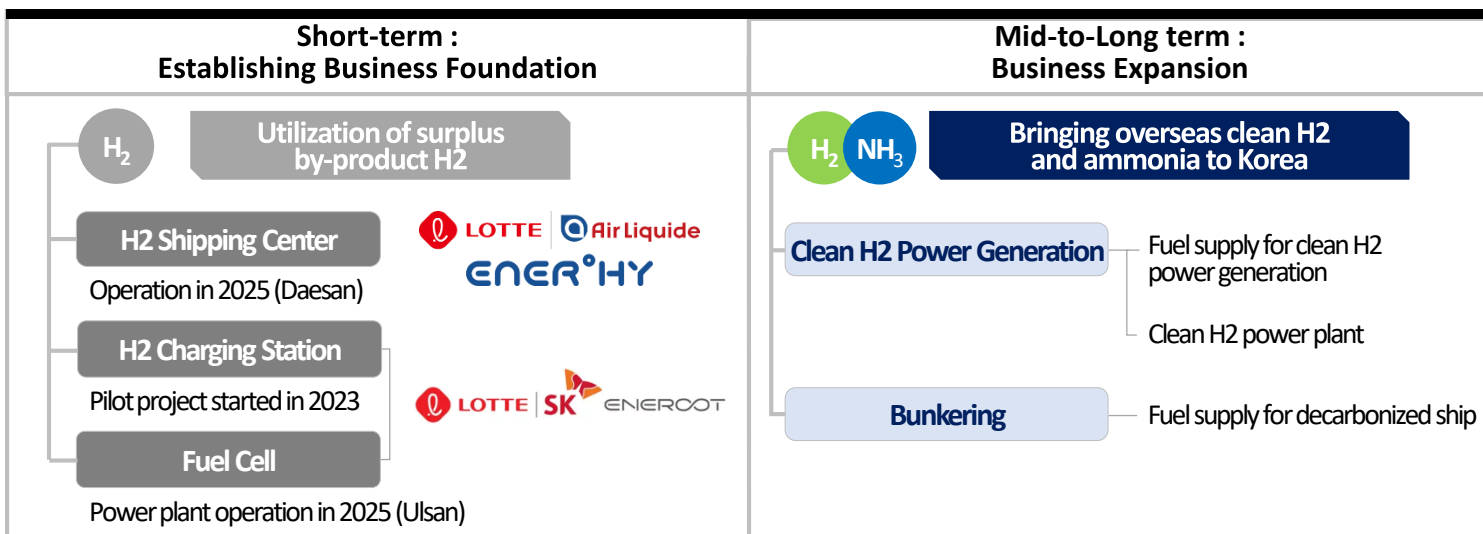 Short-term :
Establishing Business Foundation
H₂
Utilization of surplus
by-product H2
H2 Shipping Center
Operation in 2025 (Daesan)
LOTTE
Air Liquide
ENER°HY
H2 Charging Station
Pilot project started in 2023
LOTTE
SK ENEROOT
Fuel Cell
Power plant operation in 2025 (Ulsan)
Mid-to-Long term :
Business Expansion
H₂
NH₃
Bringing overseas clean H2
and ammonia to Korea
Clean H2 Power Generation
Fuel supply for clean H2
power generation
Clean H2 power plant
Bunkering
Fuel supply for decarbonized ship